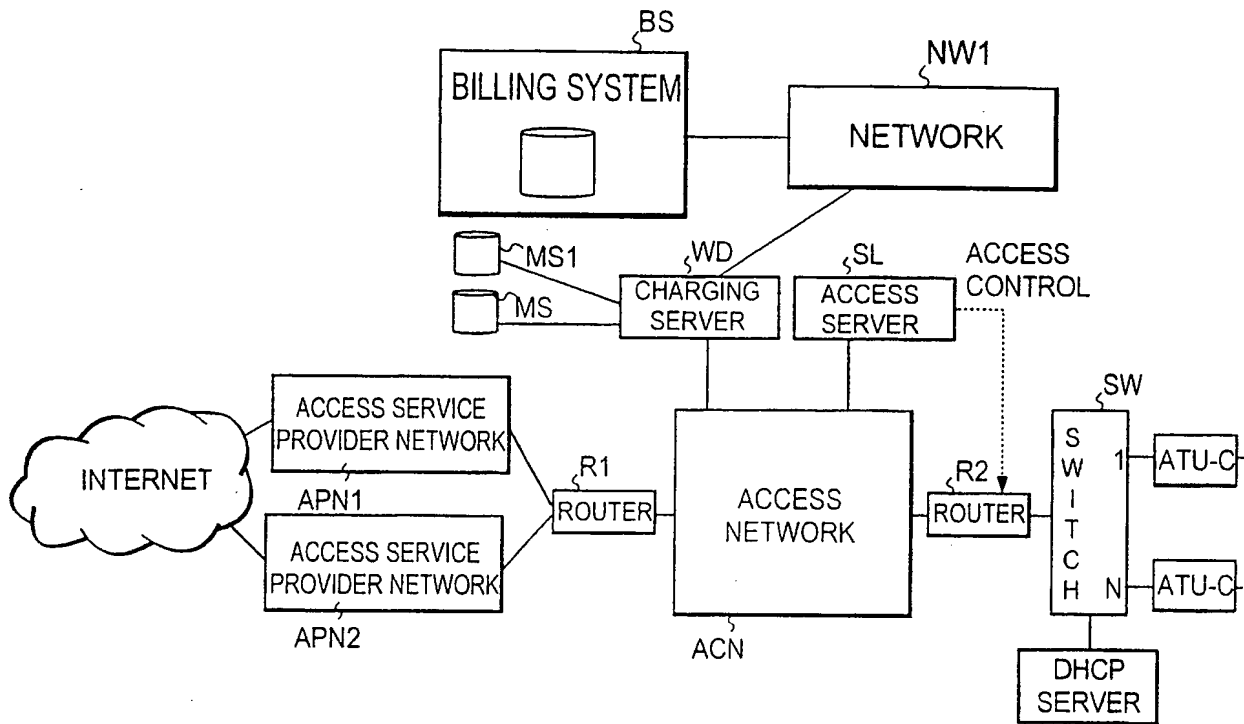 BS
BILLING SYSTEM
NW1
NETWORK
MS1
MS
WD
CHARGING
SERVER
SL
ACCESS
SERVER
ACCESS
CONTROL
INTERNET
ACCESS SERVICE
PROVIDER NETWORK
APN1
ACCESS SERVICE
PROVIDER NETWORK
APN2
R1
ROUTER
ACCESS
NETWORK
ACN
R2
ROUTER
SW
SWITCH
1
N
ATU-C
ATU-C
DHCP
SERVER